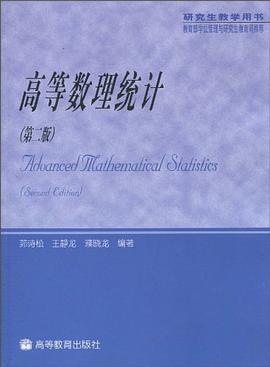 研究生教学用书
教育部学位管理与研究生教育司推荐
高等数理统计
(第二版)
Advanced Mathematical Statistics
(Second Edition)
茆诗松 王静龙 濮晓龙 编著
高等教育出版社